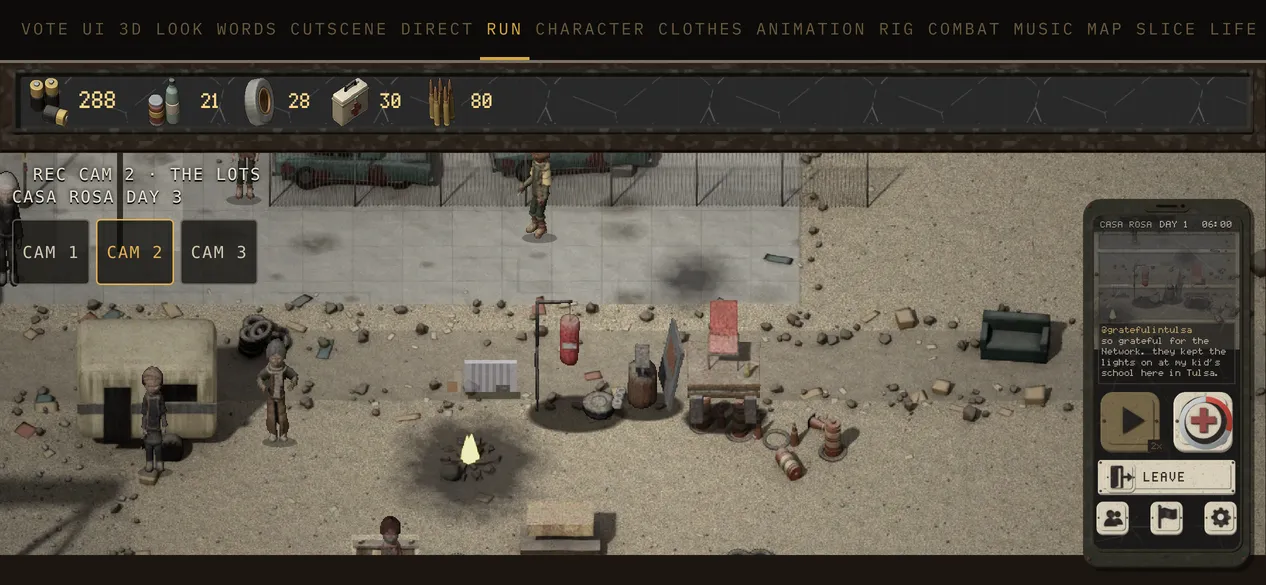 VOTE UI 3D LOOK WORDS CUTSCENE DIRECT RUN CHARACTER CLOTHES ANIMATION RIG COMBAT MUSIC MAP SLICE LIFE
288 21 28 30 80
REC CAM 2 · THE LOTS
CASA ROSA DAY 3
CAM 1 CAM 2 CAM 3
CASA ROSA DAY 1 06:00
@gratefulintulsa
so grateful for the
Network. they kept the
lights on at my kid's
school here in Tulsa.
2x
LEAVE